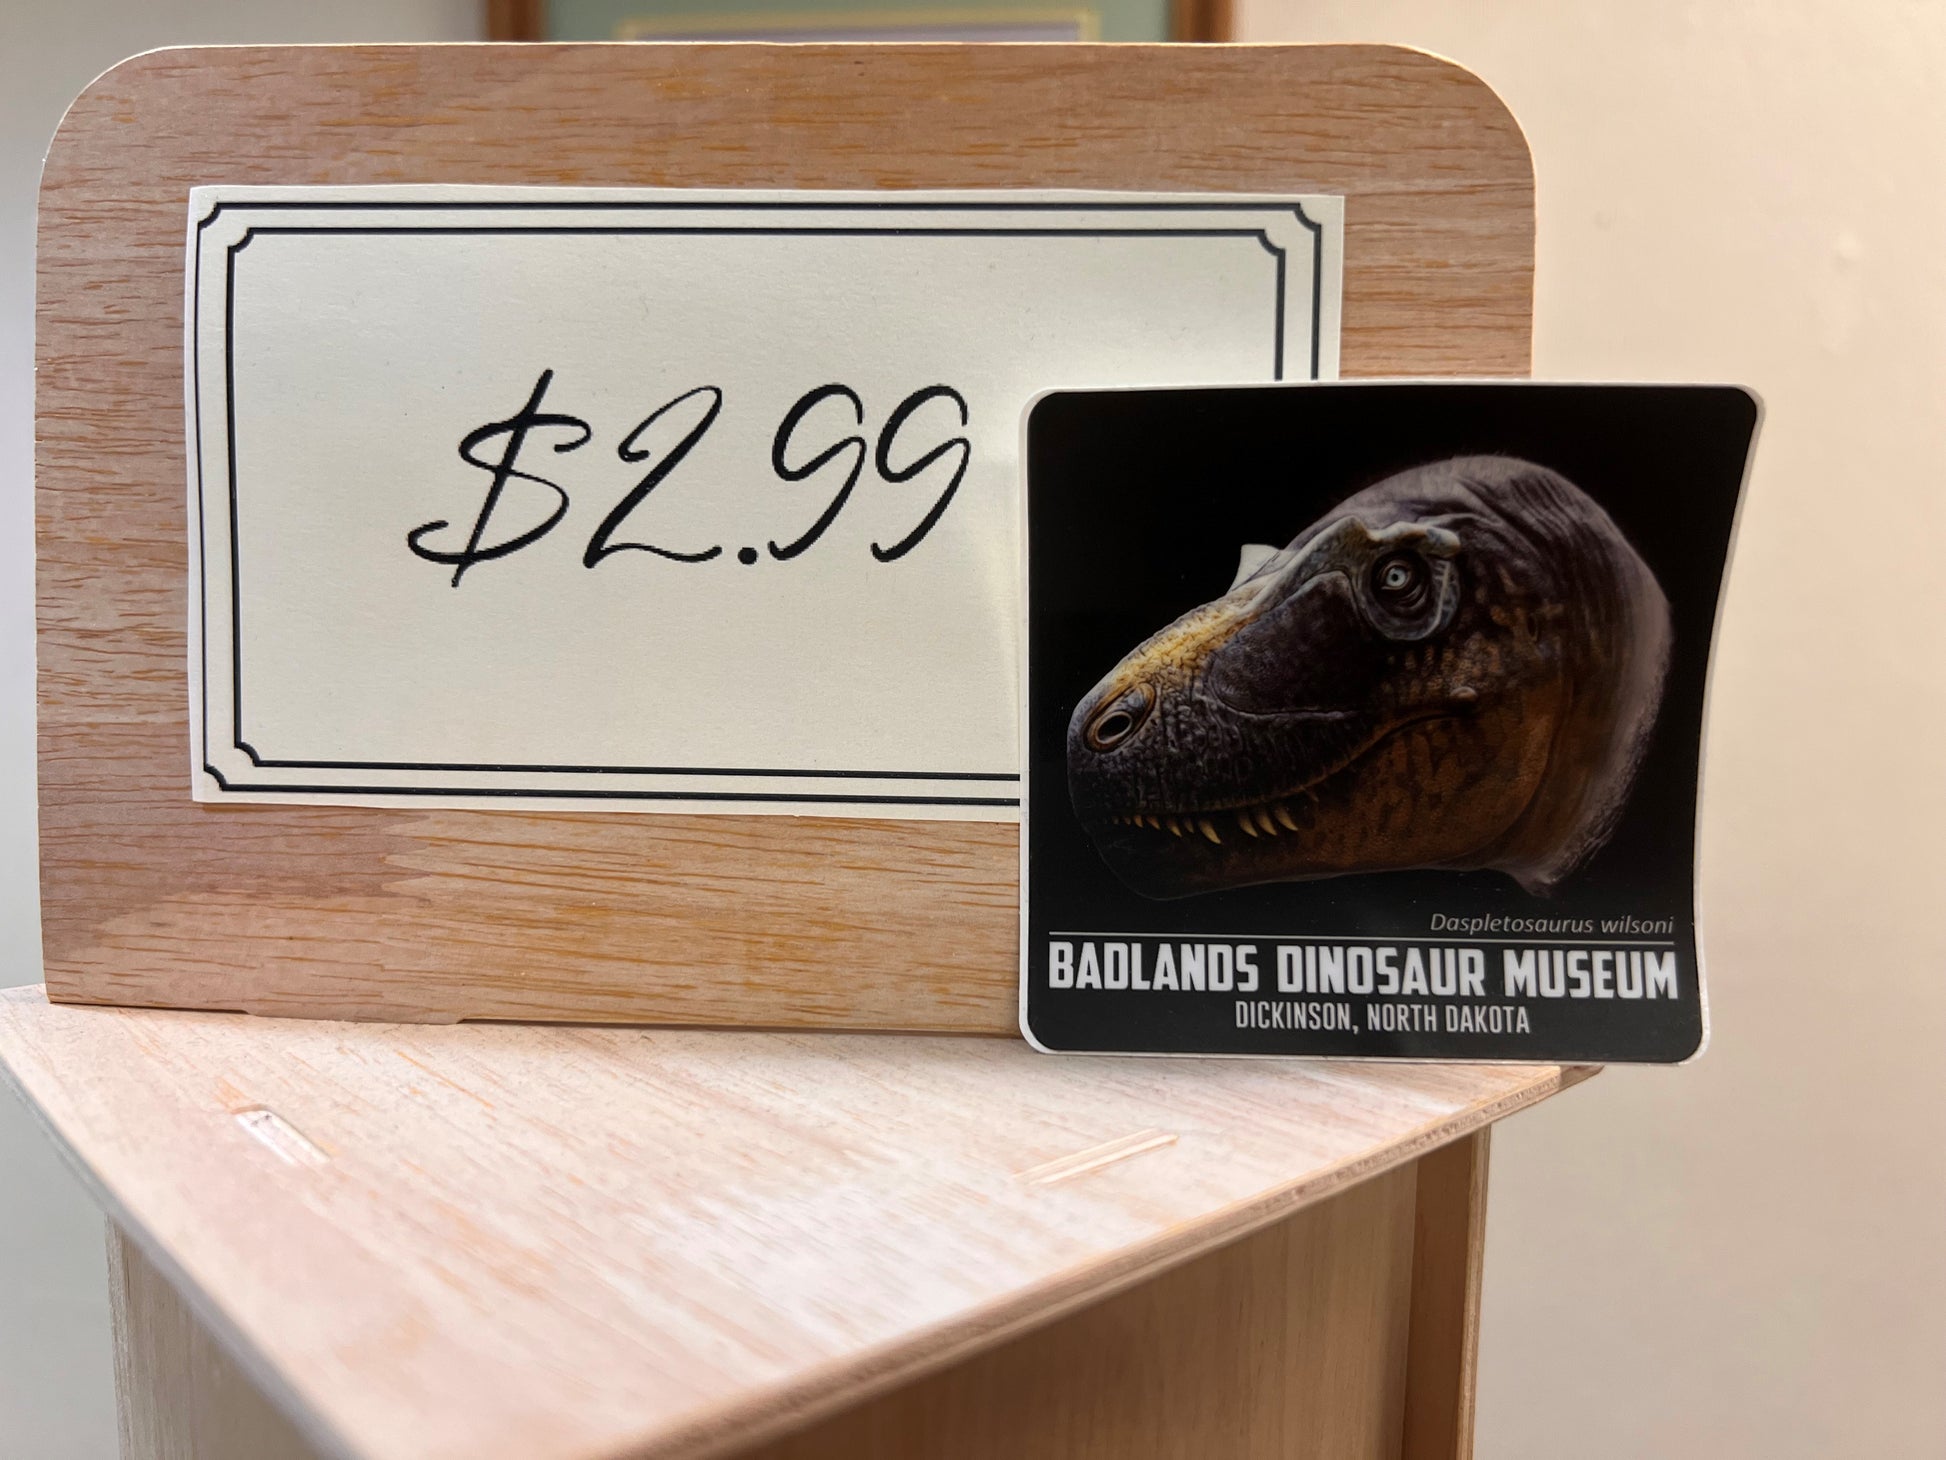 $2.99
Daspletosaurus wilsoni
BADLANDS DINOSAUR MUSEUM
DICKINSON, NORTH DAKOTA